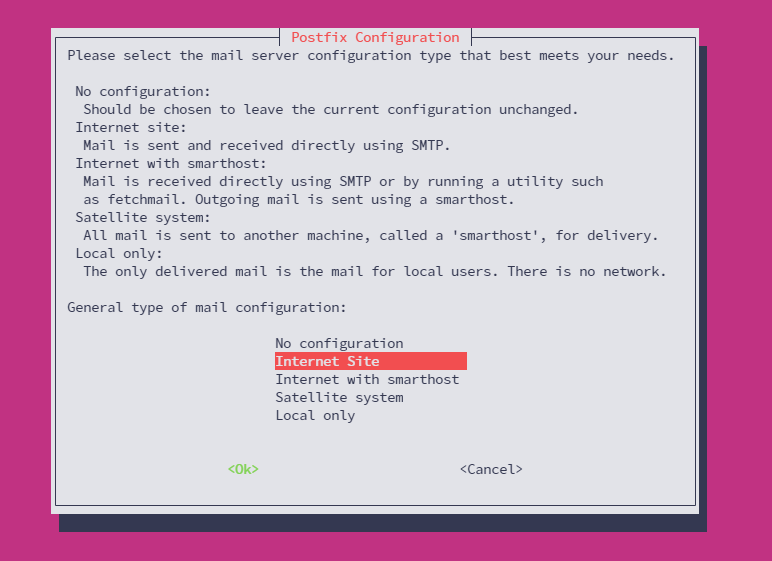 Postfix Configuration
Please select the mail server configuration type that best meets your needs.
No configuration:
Should be chosen to leave the current configuration unchanged.
Internet site:
Mail is sent and received directly using SMTP.
Internet with smarthost:
Mail is received directly using SMTP or by running a utility such
as fetchmail. Outgoing mail is sent using a smarthost.
Satellite system:
All mail is sent to another machine, called a 'smarthost', for delivery.
Local only:
The only delivered mail is the mail for local users. There is no network.
General type of mail configuration:
No configuration
Internet Site
Internet with smarthost
Satellite system
Local only
<Ok> <Cancel>